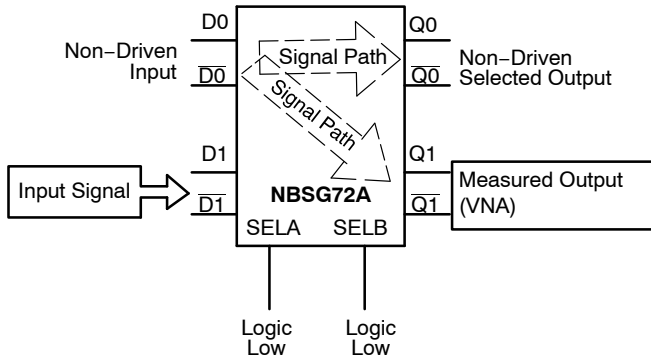 D0
Q0
Non–Driven
Input
Signal Path
Non–Driven
Selected Output
D0
Q0
Signal Path
D1
Q1
Input Signal
Measured Output
(VNA)
NBSG72A
D1
Q1
SELA SELB
Logic
Low
Logic
Low